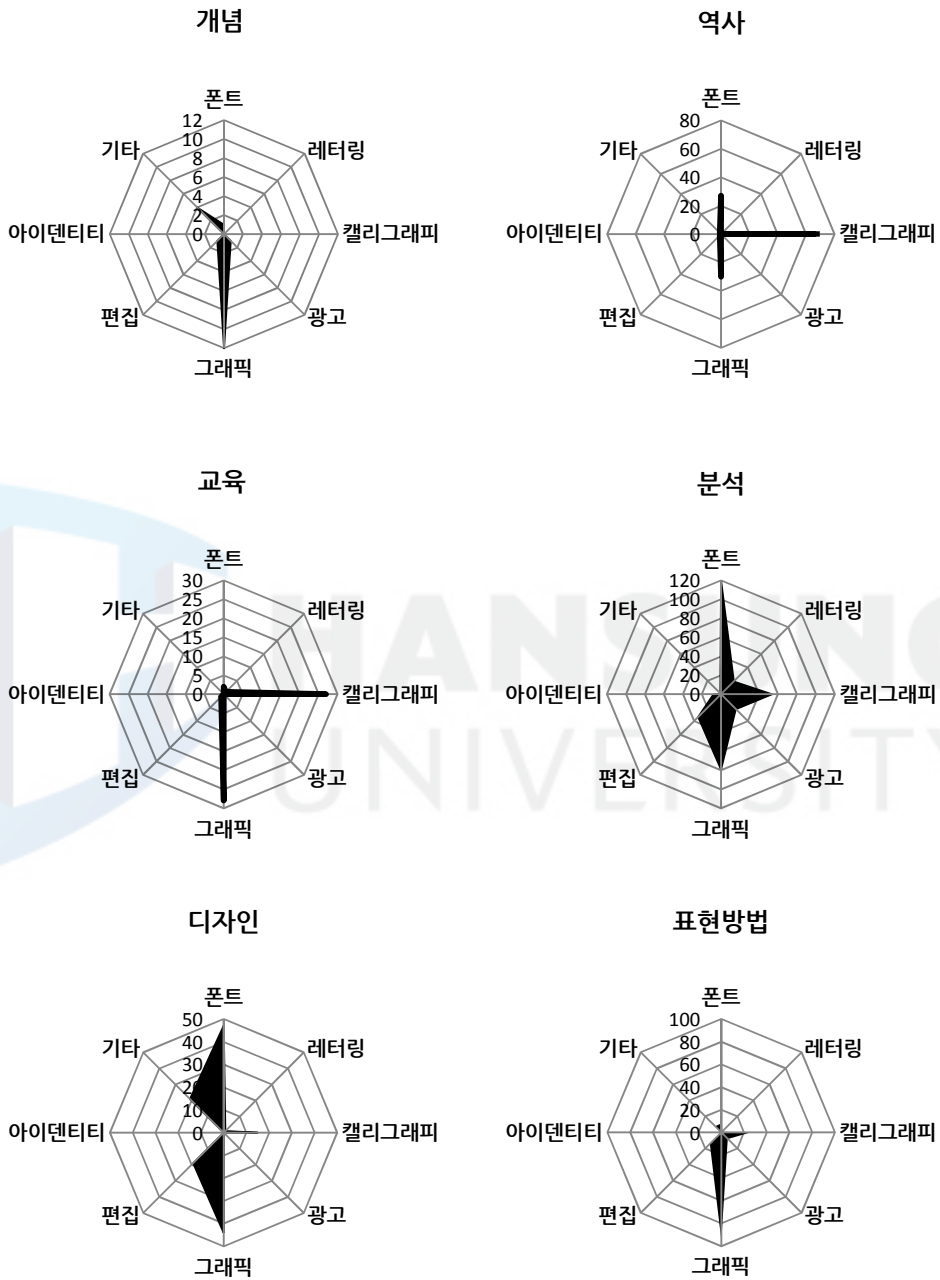 개념
폰트
12
10
8
6
4
2
0
레터링
캘리그래피
광고
그래픽
편집
아이덴티티
기타
역사
폰트
80
60
40
20
0
레터링
캘리그래피
광고
그래픽
편집
아이덴티티
기타
교육
폰트
30
25
20
15
10
5
0
레터링
캘리그래피
광고
그래픽
편집
아이덴티티
기타
분석
폰트
120
100
80
60
40
20
0
레터링
캘리그래피
광고
그래픽
편집
아이덴티티
기타
디자인
폰트
50
40
30
20
10
0
레터링
캘리그래피
광고
그래픽
편집
아이덴티티
기타
표현방법
폰트
100
80
60
40
20
0
레터링
캘리그래피
광고
그래픽
편집
아이덴티티
기타
HANSUNG
UNIVERSITY